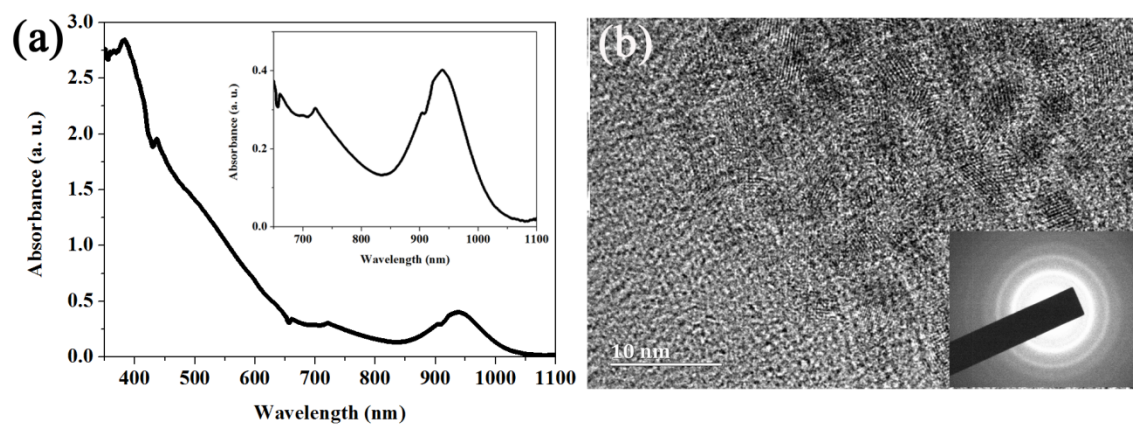 (a)
3.0
2.5
2.0
1.5
1.0
0.5
0.0
Absorbance (a. u.)
400 500 600 700 800 900 1000 1100
Wavelength (nm)
0.4
0.2
0.0
Absorbance (a. u.)
700 800 900 1000 1100
Wavelength (nm)
(b)
10 nm